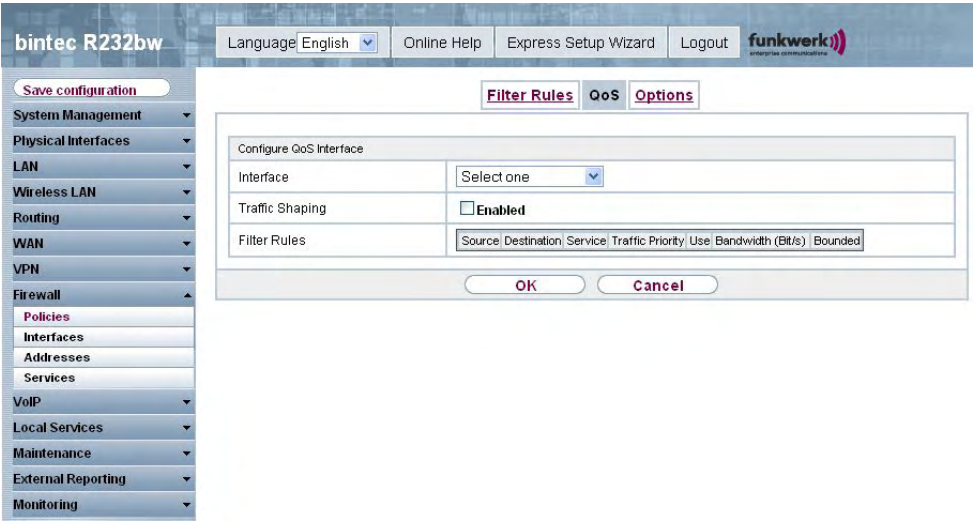 bintec R232bw
Language English Online Help Express Setup Wizard Logout funkwerk
enterprise communications
Save configuration
System Management
Physical Interfaces
LAN
Wireless LAN
Routing
WAN
VPN
Firewall
Policies
Interfaces
Addresses
Services
VoIP
Local Services
Maintenance
External Reporting
Monitoring
Filter Rules QoS Options
Configure QoS Interface
Interface Select one
Traffic Shaping Enabled
Filter Rules Source Destination Service Traffic Priority Use Bandwidth (Bit/s) Bounded
OK Cancel